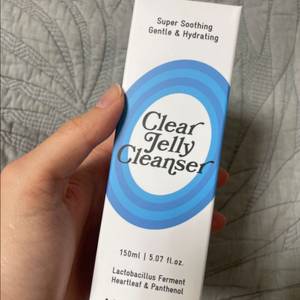 Super Soothing
Gentle & Hydrating
Clear
Jelly
Cleanser
150ml | 5.07 fl.oz.
Lactobacillus Ferment
Heartleaf & Panthenol